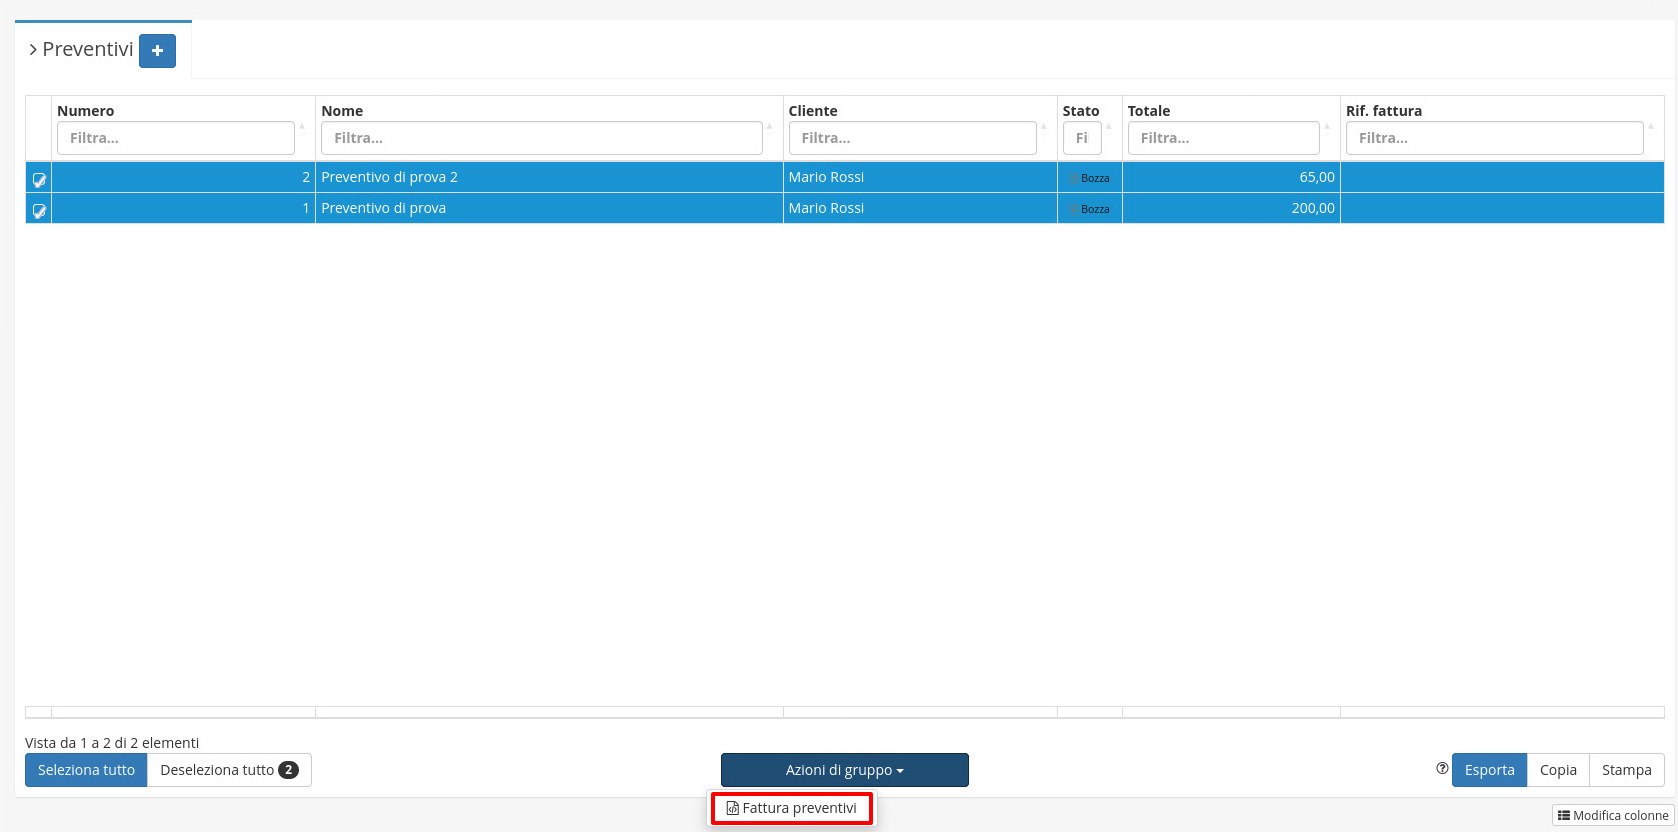 Preventivi
Numero Nome Cliente Stato Totale Rif. fattura
Filtra... Filtra... Filtra... Fi Filtra... Filtra...
2 Preventivo di prova 2 Mario Rossi Bozza 65,00
1 Preventivo di prova Mario Rossi Bozza 200,00
Vista da 1 a 2 di 2 elementi
Seleziona tutto Deseleziona tutto 2 Azioni di gruppo Esporta Copia Stampa
Fattura preventivi
Modifica colonne